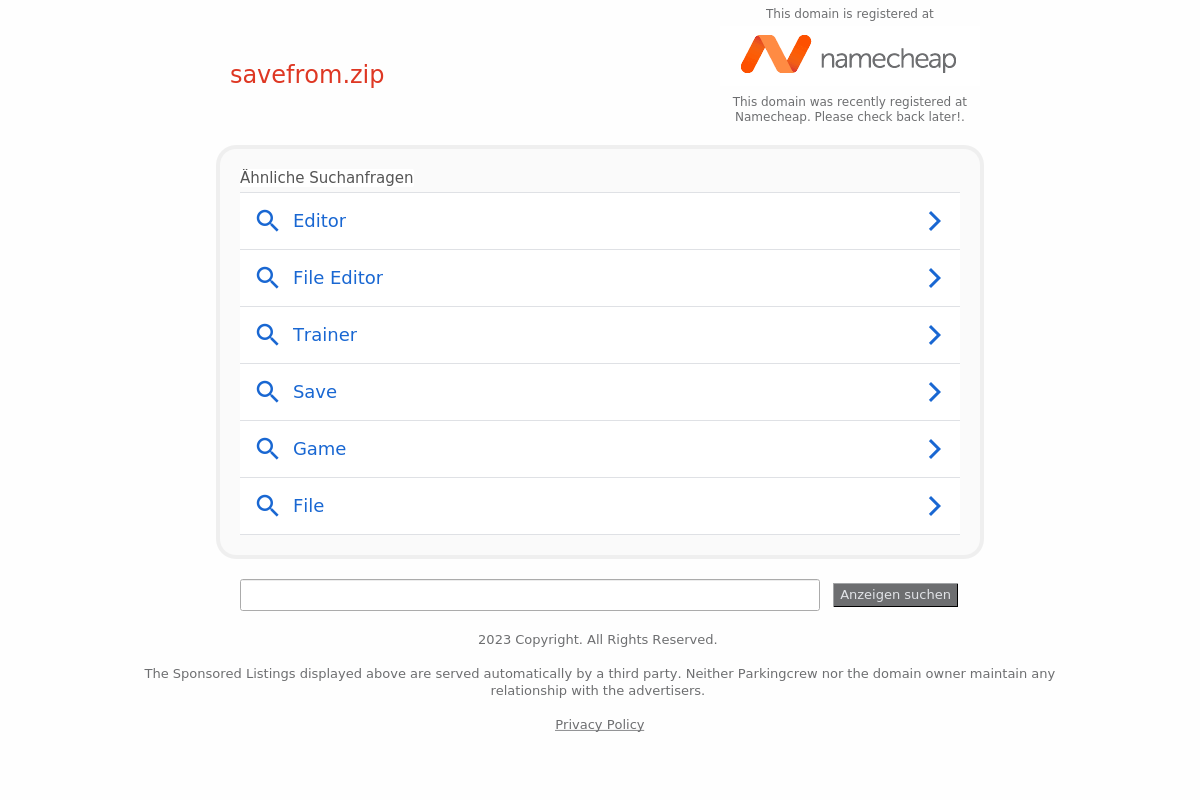 This domain is registered at
namecheap
savefrom.zip
This domain was recently registered at
Namecheap. Please check back later!.
Ähnliche Suchanfragen
Editor
File Editor
Trainer
Save
Game
File
Anzeigen suchen
2023 Copyright. All Rights Reserved.
The Sponsored Listings displayed above are served automatically by a third party. Neither Parkingcrew nor the domain owner maintain any
relationship with the advertisers.
Privacy Policy